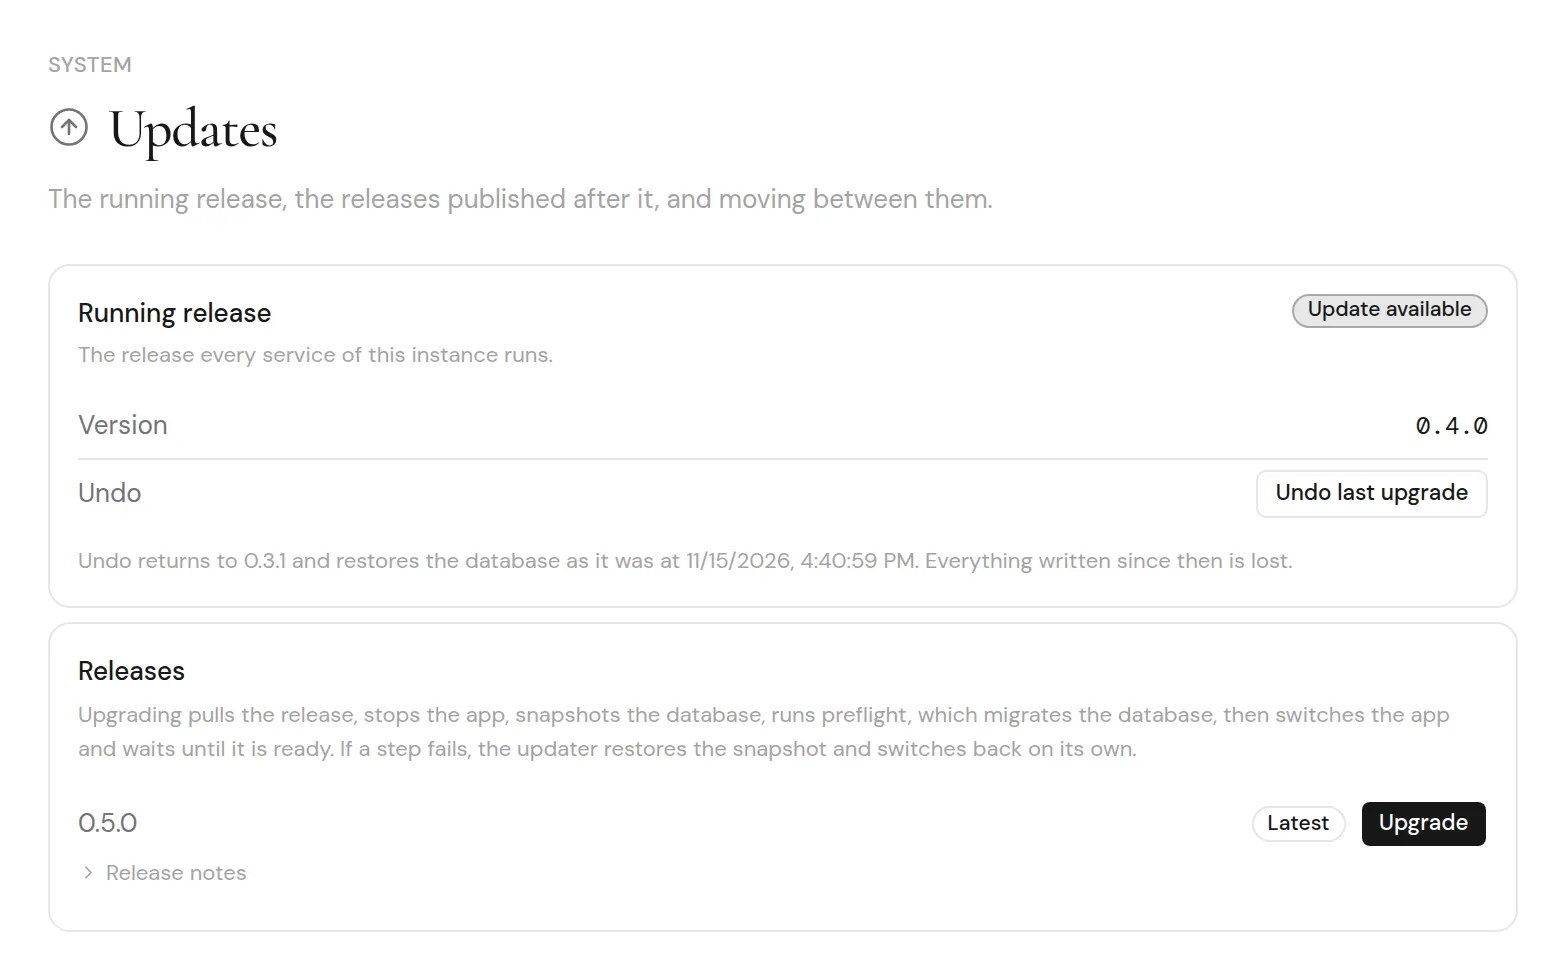 SYSTEM
Updates
The running release, the releases published after it, and moving between them.
Running release
Update available
The release every service of this instance runs.
Version
0.4.0
Undo
Undo last upgrade
Undo returns to 0.3.1 and restores the database as it was at 11/15/2026, 4:40:59 PM. Everything written since then is lost.
Releases
Upgrading pulls the release, stops the app, snapshots the database, runs preflight, which migrates the database, then switches the app
and waits until it is ready. If a step fails, the updater restores the snapshot and switches back on its own.
0.5.0
Latest
Upgrade
Release notes